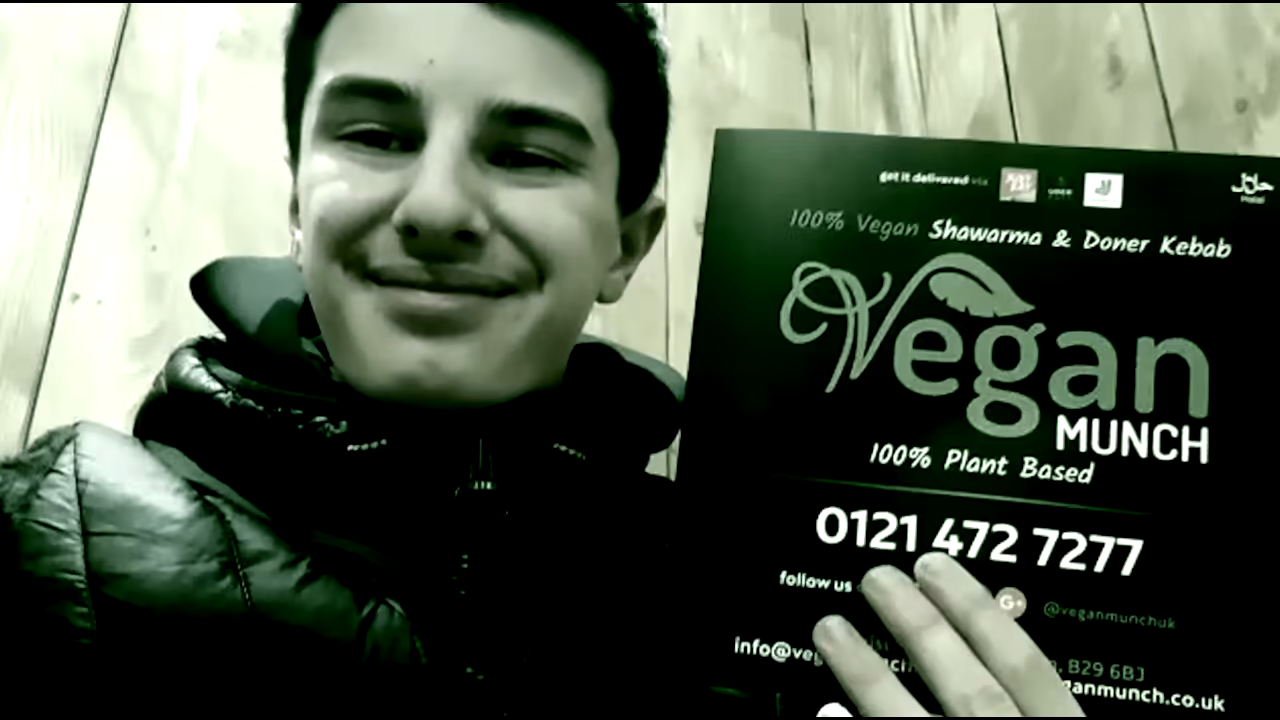 get it delivered via
UBER
حلال
Halal
100% Vegan Shawarma & Doner Kebab
Vegan
MUNCH
100% Plant Based
0121 472 7277
follow us
G+ @veganmunchuk
B29 6BJ
info@veg
ganmunch.co.uk